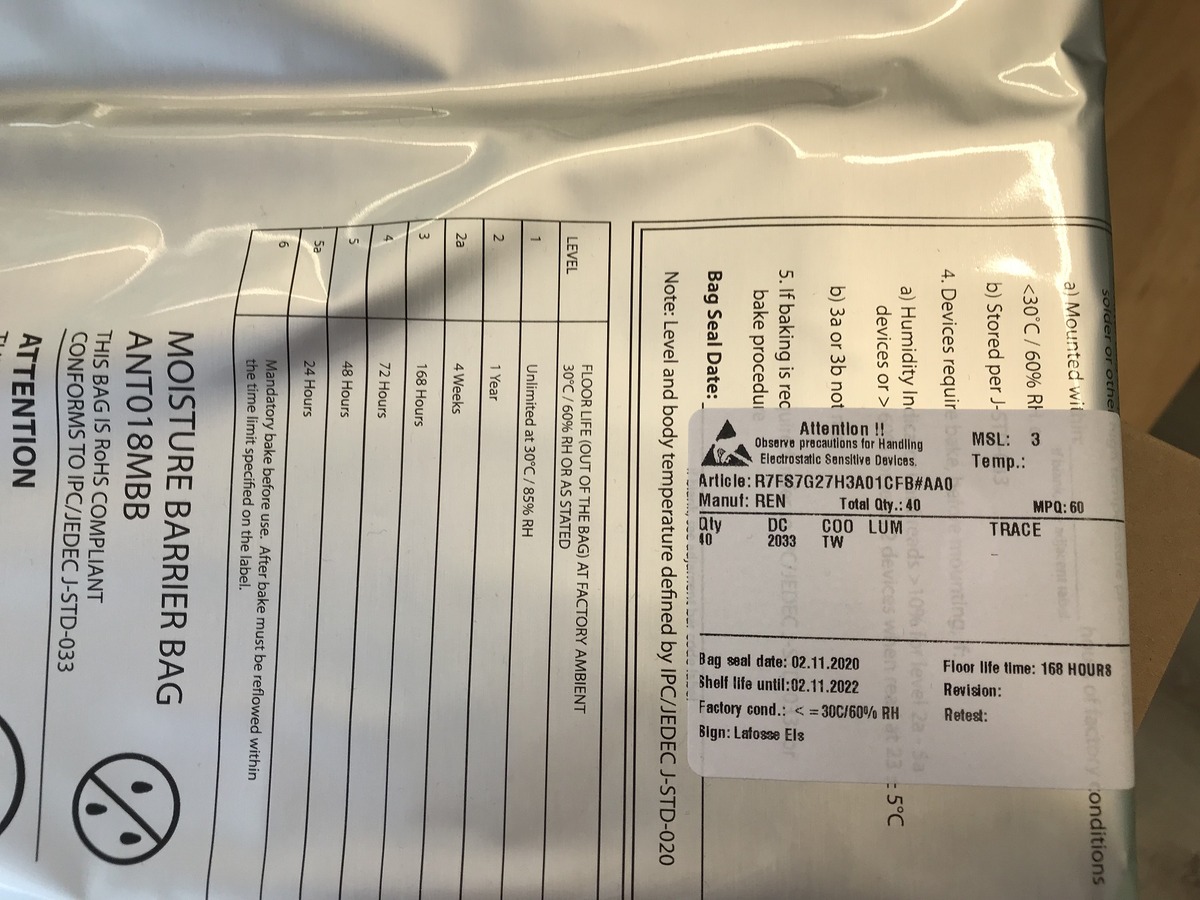 solder or other
a) Mounted wi
<30°C / 60% R
b) Stored per J-
4. Devices requir
a) Humidity In
devices or >
± 5°C
b) 3a or 3b not
5. If baking is rec
bake procedu
Bag Seal Date:
Note: Level and body temperature defined by IPC/JEDEC J-STD-020
of factory conditions
Attention !!
Observe precautions for Handling
Electrostatic Sensitive Devices.
MSL: 3
Temp.:
Article: R7FS7G27H3A01CFB#AA0
Manut: REN Total Qty.: 40 MPQ: 60
Qty DC COO LUM TRACE
40 2033 TW
Bag seal date: 02.11.2020 Floor life time: 168 HOURS
Shelf life until:02.11.2022 Revision:
Factory cond.: < =30C/60% RH Retest:
Sign: Lafosse Els
LEVEL FLOOR LIFE (OUT OF THE BAG) AT FACTORY AMBIENT
30°C / 60% RH OR AS STATED
1 Unlimited at 30°C / 85% RH
2 1 Year
2a 4 Weeks
3 168 Hours
4 72 Hours
5 48 Hours
5a 24 Hours
6 Mandatory bake before use. After bake must be reflowed within
the time limit specified on the label.
MOISTURE BARRIER BAG
ANT018MBB
THIS BAG IS RoHS COMPLIANT
CONFORMS TO IPC/JEDEC J-STD-033
ATTENTION